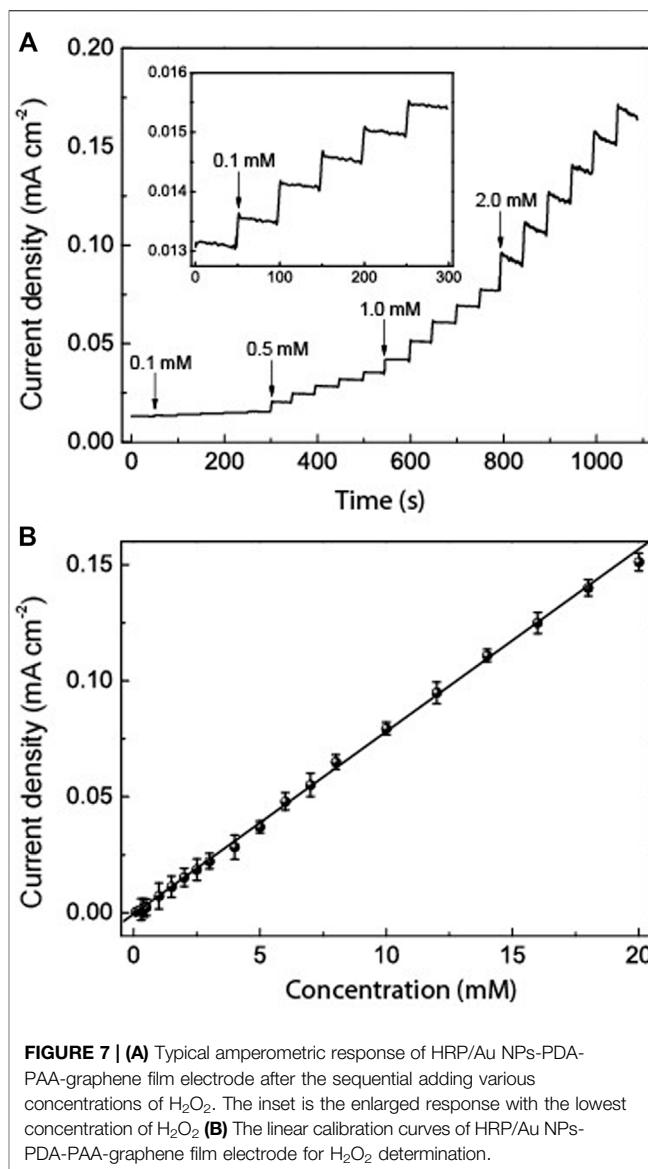 A
Current density (mA cm⁻²)
0.20
0.15
0.10
0.05
0.00
0.016
0.015
0.014
0.013
0.1 mM
0 100 200 300
0.1 mM
0.5 mM
1.0 mM
2.0 mM
0 200 400 600 800 1000
Time (s)
B
Current density (mA cm⁻²)
0.15
0.10
0.05
0.00
0 5 10 15 20
Concentration (mM)
FIGURE 7 | (A) Typical amperometric response of HRP/Au NPs-PDA-
PAA-graphene film electrode after the sequential adding various
concentrations of H₂O₂. The inset is the enlarged response with the lowest
concentration of H₂O₂ (B) The linear calibration curves of HRP/Au NPs-
PDA-PAA-graphene film electrode for H₂O₂ determination.